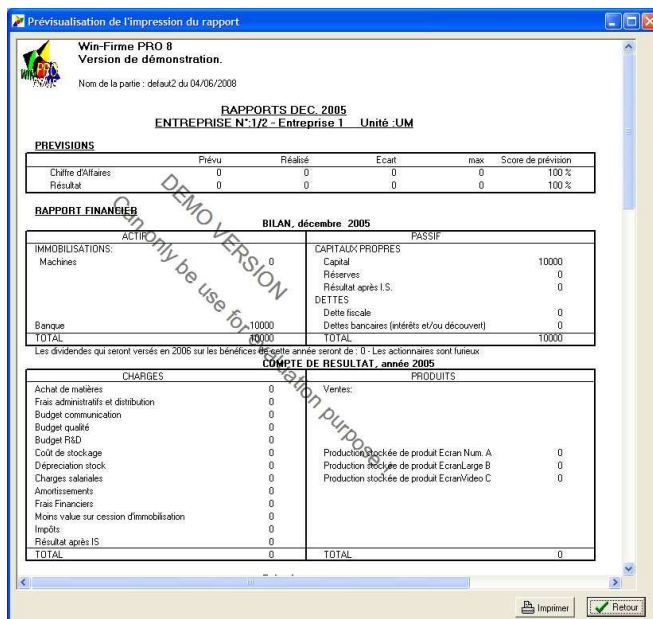 Prévisualisation de l'impression du rapport
Win-Firme PRO 8
Version de démonstration.
WIN FIRME PRO
Nom de la partie : defaut2 du 04/06/2008
RAPPORTS DEC. 2005
ENTREPRISE N°:1/2 - Entreprise 1 Unité :UM
PREVISIONS
Prévu Réalisé Ecart max Score de prévision
Chiffre d'Affaires 0 0 0 0 100 %
Résultat 0 0 0 0 100 %
RAPPORT FINANCIER
BILAN, décembre 2005
ACTIF PASSIF
IMMOBILISATIONS: CAPITAUX PROPRES
Machines 0 Capital 10000
Réserves 0
Résultat après I.S. 0
DETTES
Dette fiscale 0
Banque 10000 Dettes bancaires (intérêts et/ou découvert) 0
TOTAL 10000 TOTAL 10000
Les dividendes qui seront versés en 2006 sur les bénéfices de cette année seront de : 0 - Les actionnaires sont furieux
COMPTE DE RESULTAT, année 2005
CHARGES PRODUITS
Achat de matières 0 Ventes:
Frais administratifs et distribution 0
Budget communication 0
Budget qualité 0
Budget R&D 0
Coût de stockage 0 Production stockée de produit Ecran Num. A 0
Dépreciation stock 0 Production stockée de produit EcranLarge B 0
Charges salariales 0 Production stockée de produit EcranVideo C 0
Amortissements 0
Frais Financiers 0
Moins value sur cession d'immobilisation 0
Impôts 0
Résultat après IS 0
TOTAL 0 TOTAL 0
DEMO VERSION
Can only be use for evaluation purpose!
Imprimer Retour